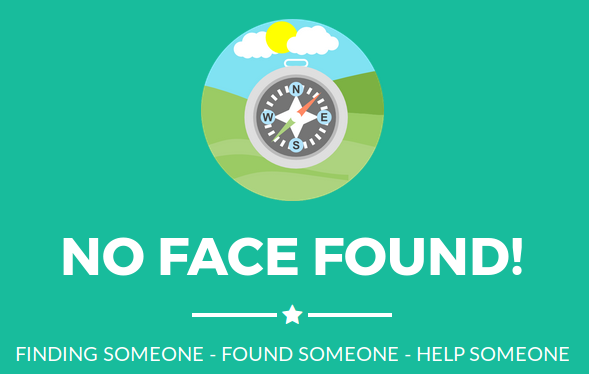 N
W E
S
NO FACE FOUND!
FINDING SOMEONE - FOUND SOMEONE - HELP SOMEONE